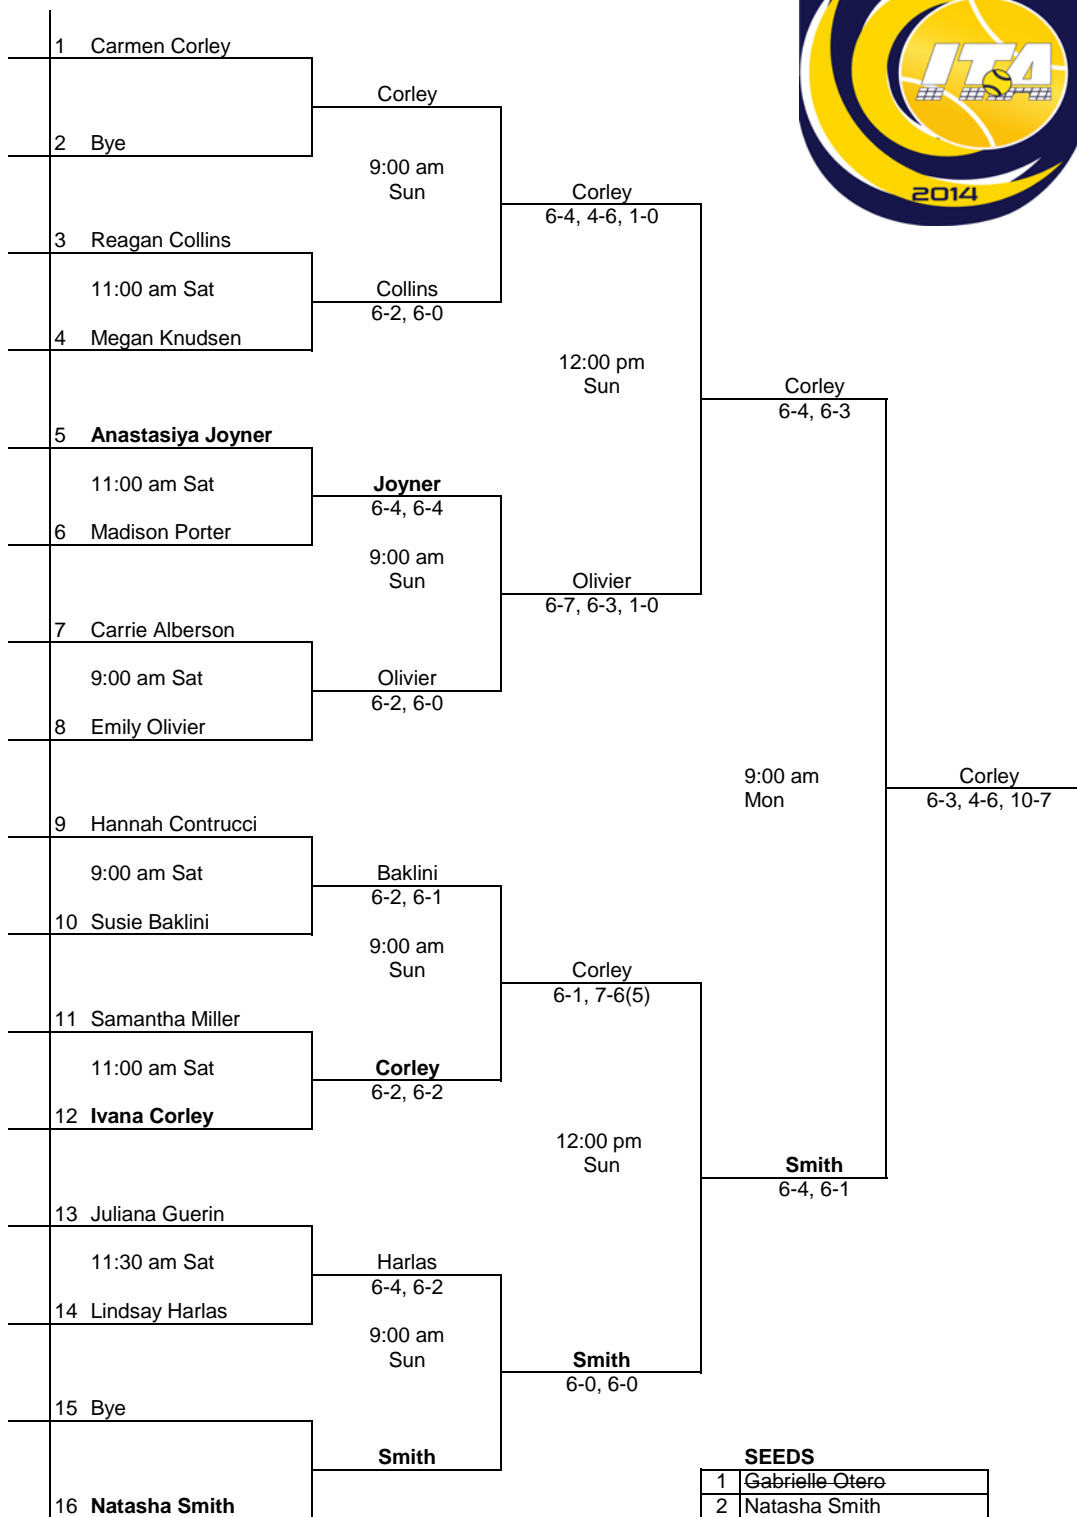 1 Carmen Corley
Corley
2 Bye
9:00 am
Sun
Corley
6-4, 4-6, 1-0
3 Reagan Collins
11:00 am Sat
Collins
6-2, 6-0
4 Megan Knudsen
12:00 pm
Sun
Corley
6-4, 6-3
5 Anastasiya Joyner
11:00 am Sat
Joyner
6-4, 6-4
6 Madison Porter
9:00 am
Sun
Olivier
6-7, 6-3, 1-0
7 Carrie Alberson
9:00 am Sat
Olivier
6-2, 6-0
8 Emily Olivier
9:00 am
Mon
Corley
6-3, 4-6, 10-7
9 Hannah Contrucci
9:00 am Sat
Baklini
6-2, 6-1
10 Susie Baklini
9:00 am
Sun
Corley
6-1, 7-6(5)
11 Samantha Miller
11:00 am Sat
Corley
6-2, 6-2
12 Ivana Corley
12:00 pm
Sun
Smith
6-4, 6-1
13 Juliana Guerin
11:30 am Sat
Harlas
6-4, 6-2
14 Lindsay Harlas
9:00 am
Sun
Smith
6-0, 6-0
15 Bye
Smith
16 Natasha Smith
SEEDS
1 Gabrielle Otero
2 Natasha Smith
ITA
2014